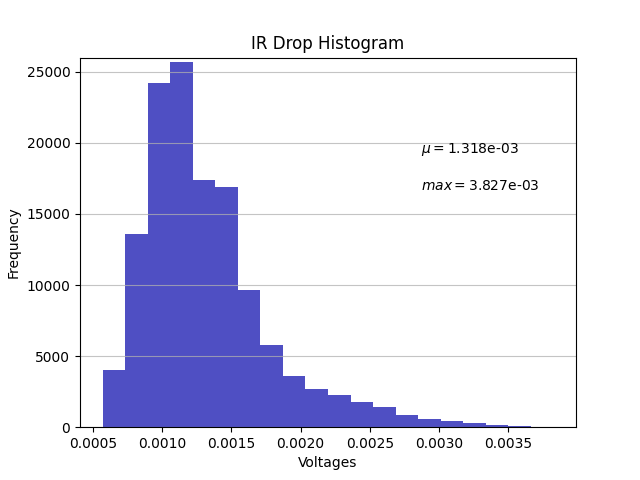 IR Drop Histogram
25000
20000
15000
10000
5000
0
Frequency
μ = 1.318e-03
max = 3.827e-03
0.0005 0.0010 0.0015 0.0020 0.0025 0.0030 0.0035
Voltages